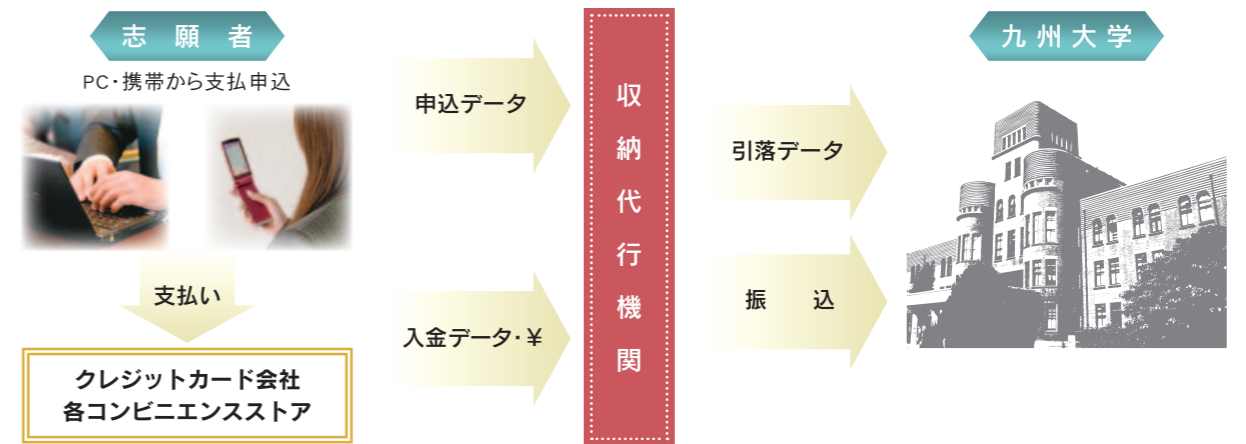 志願者
PC・携帯から支払申込
支払い
クレジットカード会社
各コンビニエンスストア
申込データ
入金データ・¥
収納代行機関
引落データ
振込
九州大学